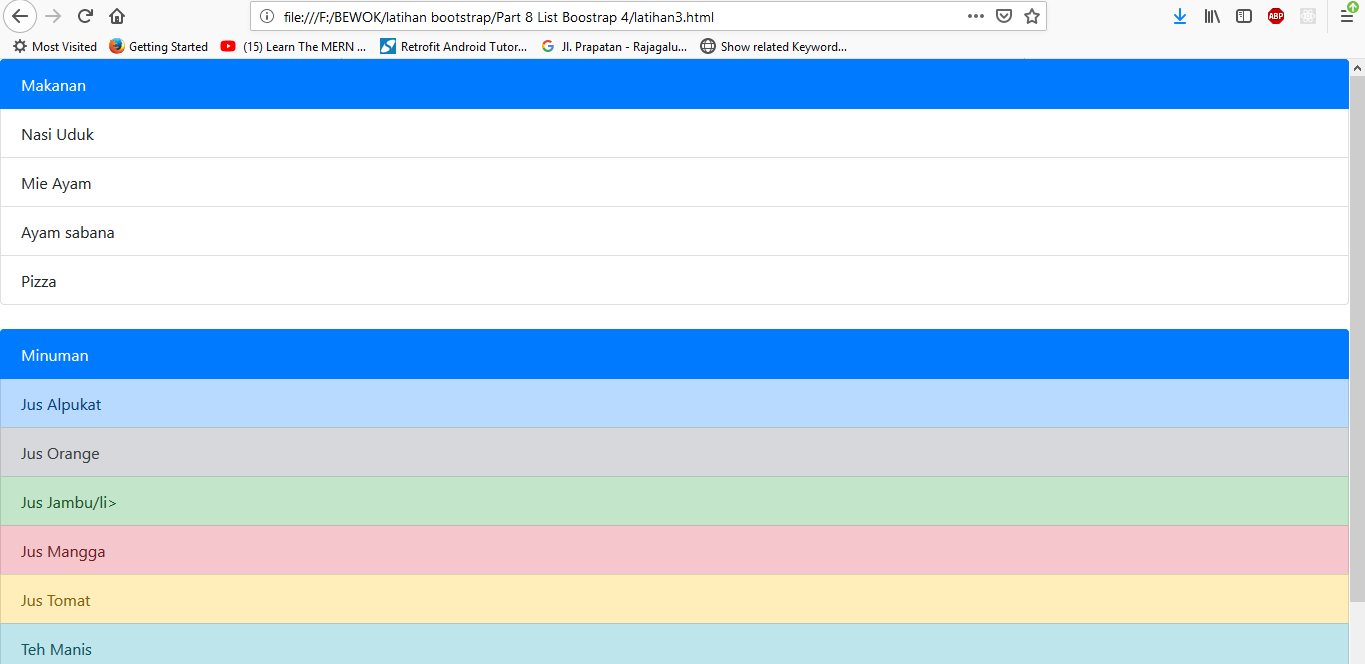 file:///F:/BEWOK/latihan bootstrap/Part 8 List Boostrap 4/latihan3.html
ABP
Most Visited Getting Started (15) Learn The MERN ... Retrofit Android Tutor... Jl. Prapatan - Rajagalu... Show related Keyword...
Makanan
Nasi Uduk
Mie Ayam
Ayam sabana
Pizza
Minuman
Jus Alpukat
Jus Orange
Jus Jambu/li>
Jus Mangga
Jus Tomat
Teh Manis